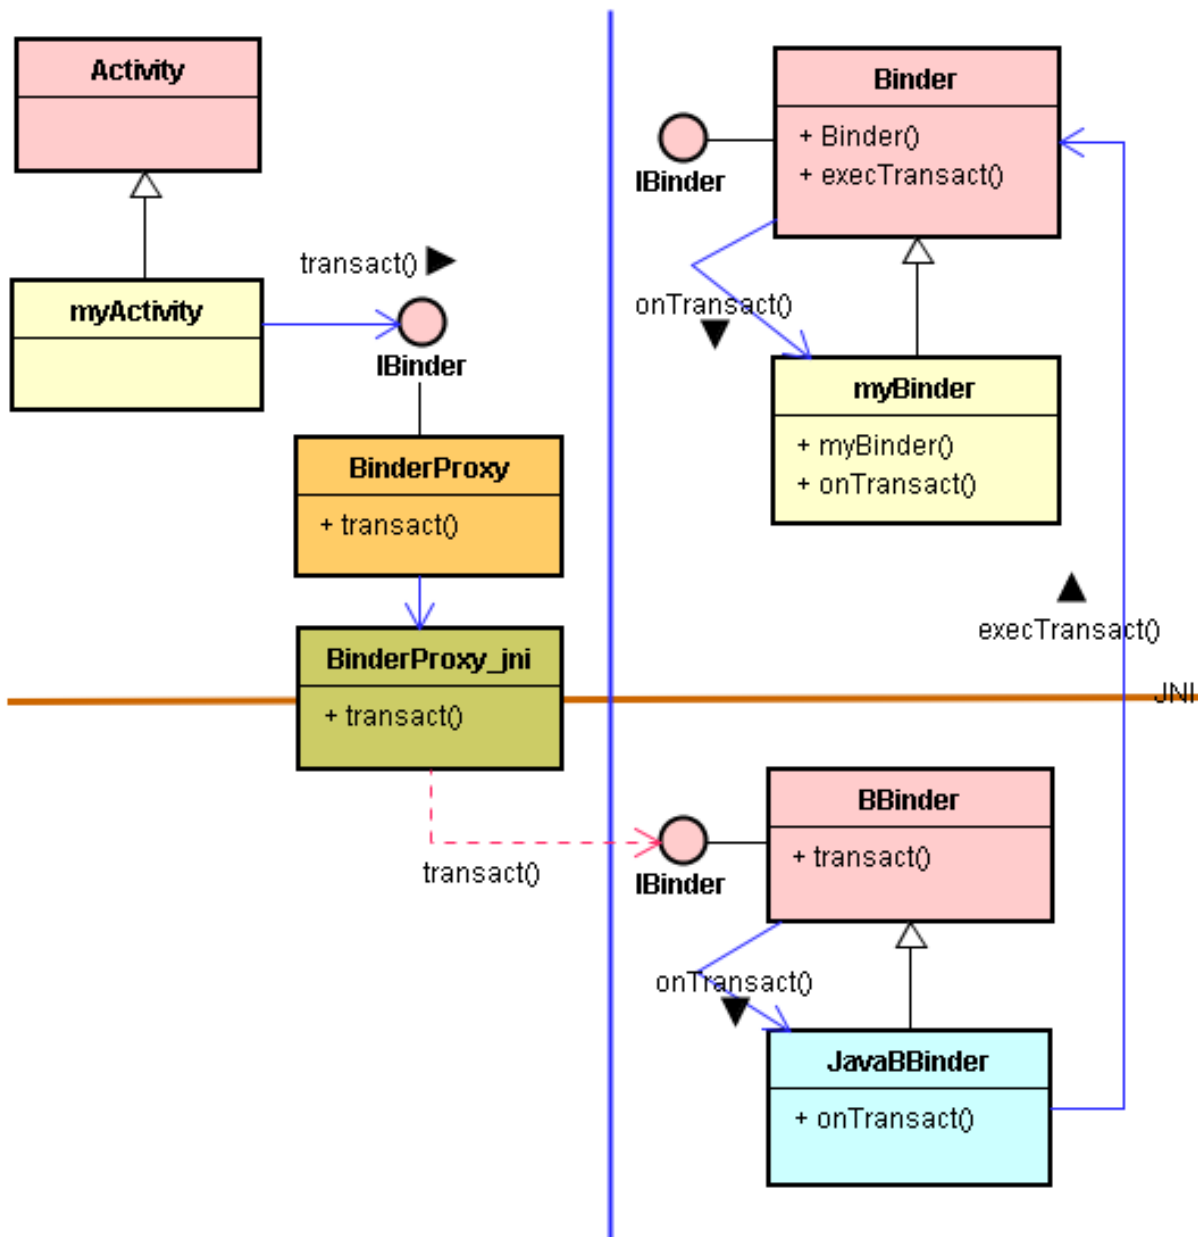 Activity
myActivity
transact()
IBinder
BinderProxy
+ transact()
BinderProxy_jni
+ transact()
transact()
Binder
+ Binder()
+ execTransact()
IBinder
onTransact()
myBinder
+ myBinder()
+ onTransact()
execTransact()
JNI
BBinder
+ transact()
IBinder
onTransact()
JavaBBinder
+ onTransact()